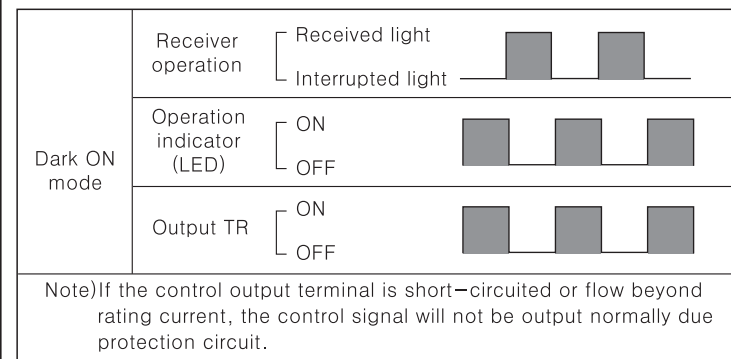 Dark ON
mode
Receiver
operation
Received light
Interrupted light
Operation
indicator
(LED)
ON
OFF
Output TR
ON
OFF
Note)If the control output terminal is short-circuited or flow beyond
rating current, the control signal will not be output normally due
protection circuit.